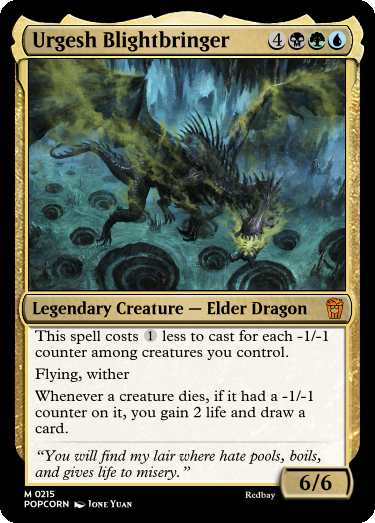 Urgesh Blightbringer 4
Legendary Creature — Elder Dragon
This spell costs 1 less to cast for each -1/-1
counter among creatures you control.
Flying, wither
Whenever a creature dies, if it had a -1/-1
counter on it, you gain 2 life and draw a
card.
“You will find my lair where hate pools, boils,
and gives life to misery.”
6/6
M 0215
POPCORN Jone Yuan
Redbay